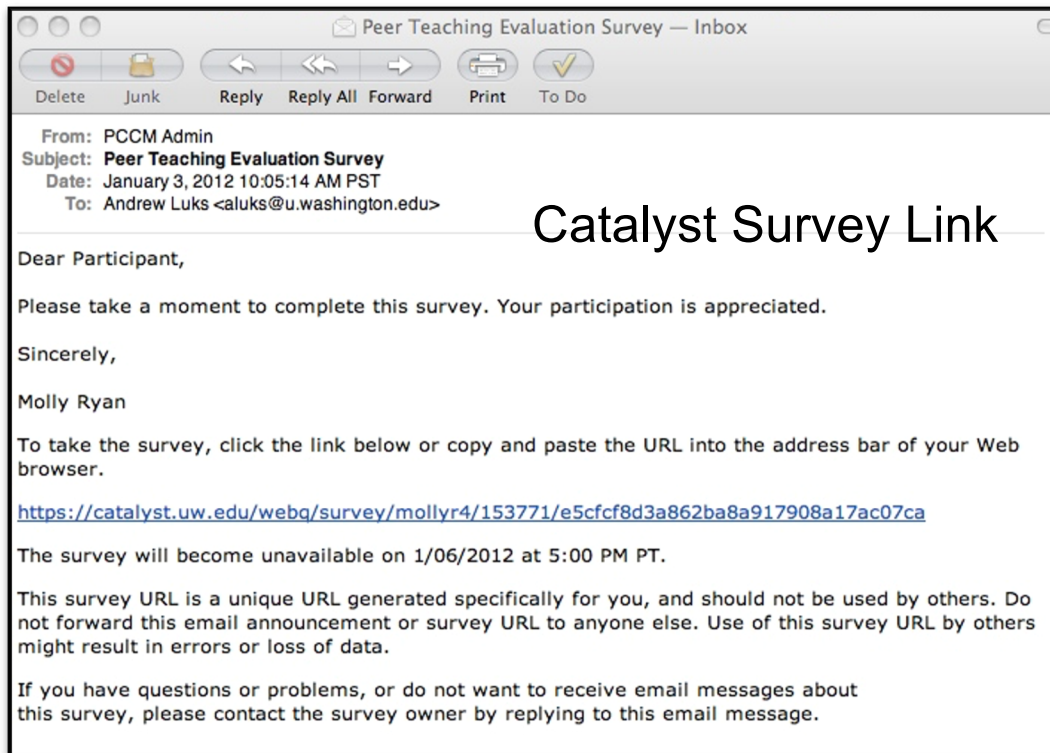 Peer Teaching Evaluation Survey — Inbox
Delete Junk Reply Reply All Forward Print To Do
From: PCCM Admin
Subject: Peer Teaching Evaluation Survey
Date: January 3, 2012 10:05:14 AM PST
To: Andrew Luks <aluks@u.washington.edu>
Catalyst Survey Link
Dear Participant,
Please take a moment to complete this survey. Your participation is appreciated.
Sincerely,
Molly Ryan
To take the survey, click the link below or copy and paste the URL into the address bar of your Web
browser.
https://catalyst.uw.edu/webq/survey/mollyr4/153771/e5cfcf8d3a862ba8a917908a17ac07ca
The survey will become unavailable on 1/06/2012 at 5:00 PM PT.
This survey URL is a unique URL generated specifically for you, and should not be used by others. Do
not forward this email announcement or survey URL to anyone else. Use of this survey URL by others
might result in errors or loss of data.
If you have questions or problems, or do not want to receive email messages about
this survey, please contact the survey owner by replying to this email message.